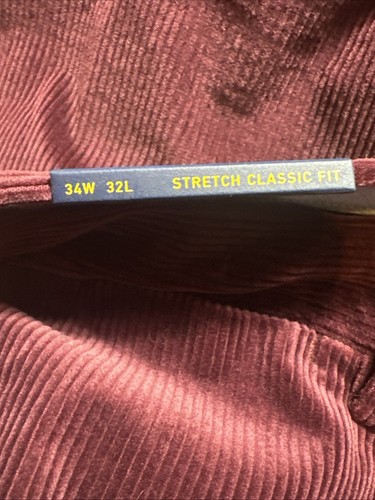 34W 32L STRETCH CLASSIC FIT